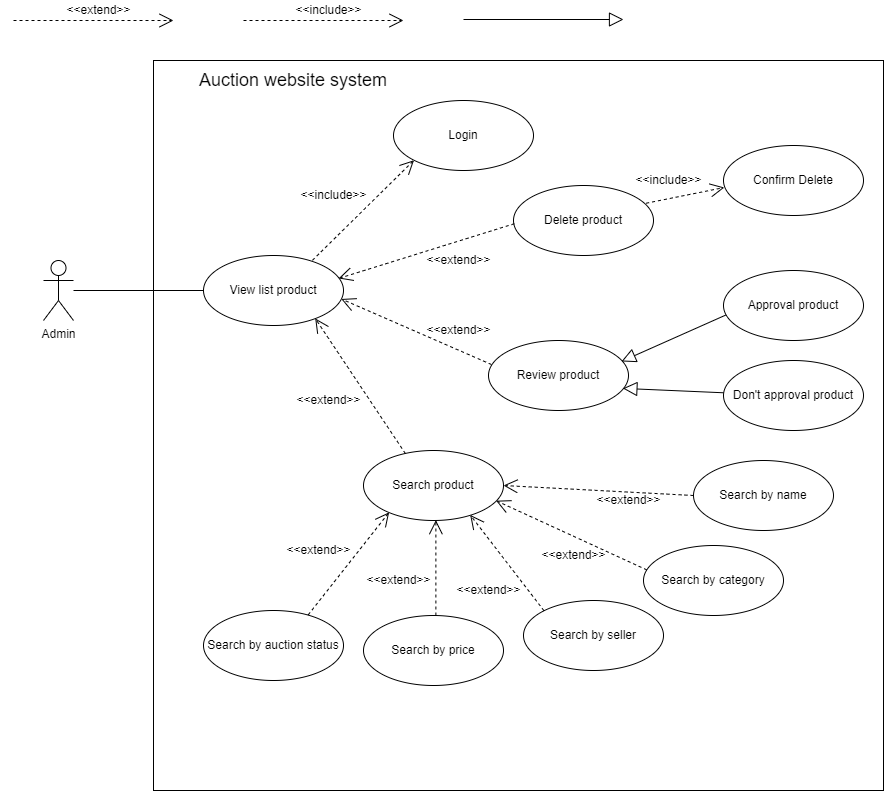 <<extend>>
<<include>>
Auction website system
Login
<<include>>
<<include>>
Confirm Delete
Delete product
<<extend>>
View list product
Admin
Approval product
<<extend>>
Review product
Don't approval product
<<extend>>
Search product
Search by name
<<extend>>
<<extend>>
<<extend>>
Search by category
<<extend>>
<<extend>>
Search by auction status
Search by price
Search by seller